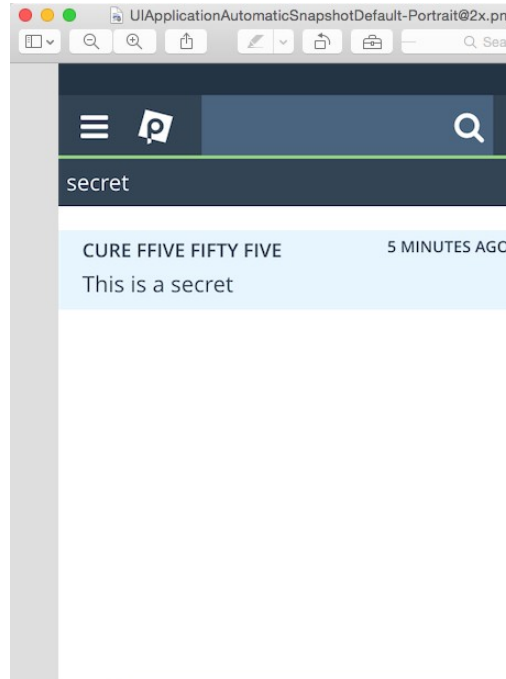 UIApplicationAutomaticSnapshotDefault-Portrait@2x.pn
Sea
secret
CURE FFIVE FIFTY FIVE
5 MINUTES AGO
This is a secret